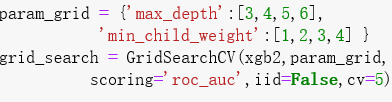 param_grid = {'max_depth':[3,4,5,6],
'min_child_weight':[1,2,3,4] }
grid_search = GridSearchCV(xgb2,param_grid,
scoring='roc_auc',iid=False,cv=5)